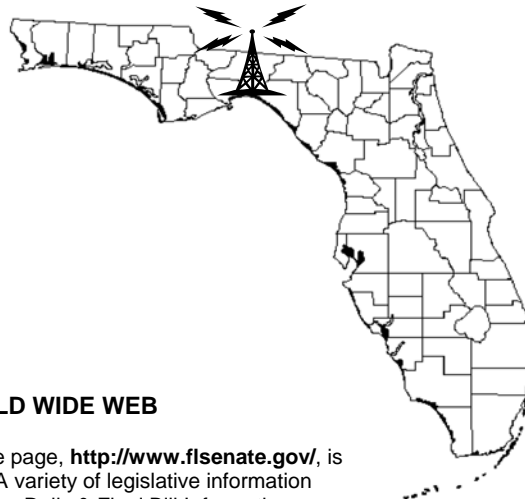 LD WIDE WEB
e page, http://www.flsenate.gov/, is
A variety of legislative information